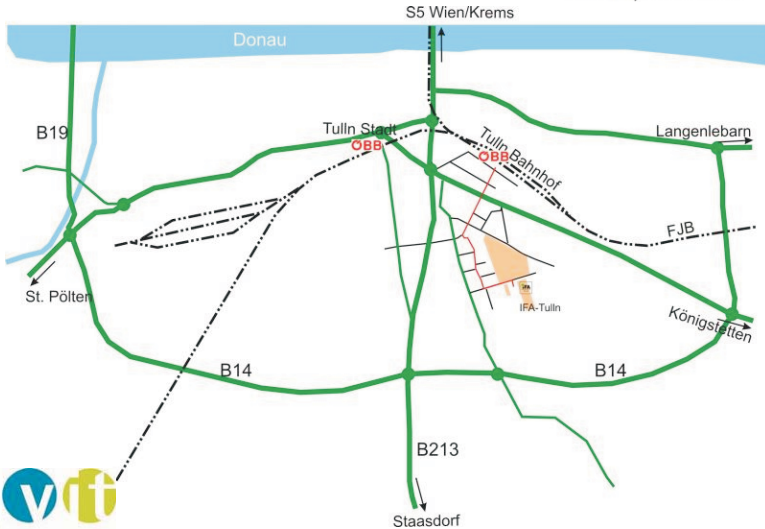 S5 Wien/Krems
Donau
B19
Tulln Stadt
ÖBB
Tulln Bahnhof
ÖBB
Langenlebarn
FJB
St. Pölten
IFA-Tulln
Königstetten
B14
B14
B213
Staasdorf
vit